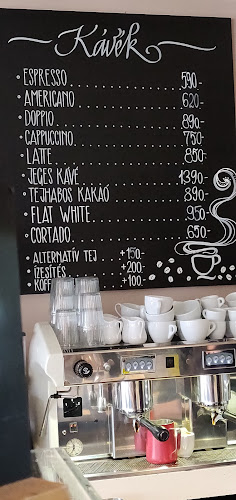 Kávék
• ESPRESSO 590-
• AMERICANO 620-
• DOPPIO 890-
• CAPPUCCINO 750-
• LATTE 850-
• JEGES KÁVÉ 1390-
• TEJHABOS KAKAÓ 890-
• FLAT WHITE 950-
• CORTADO 650-
• ALTERNATÍV TEJ +150-
• ÍZESÍTÉS +200-
• KOFF +100-